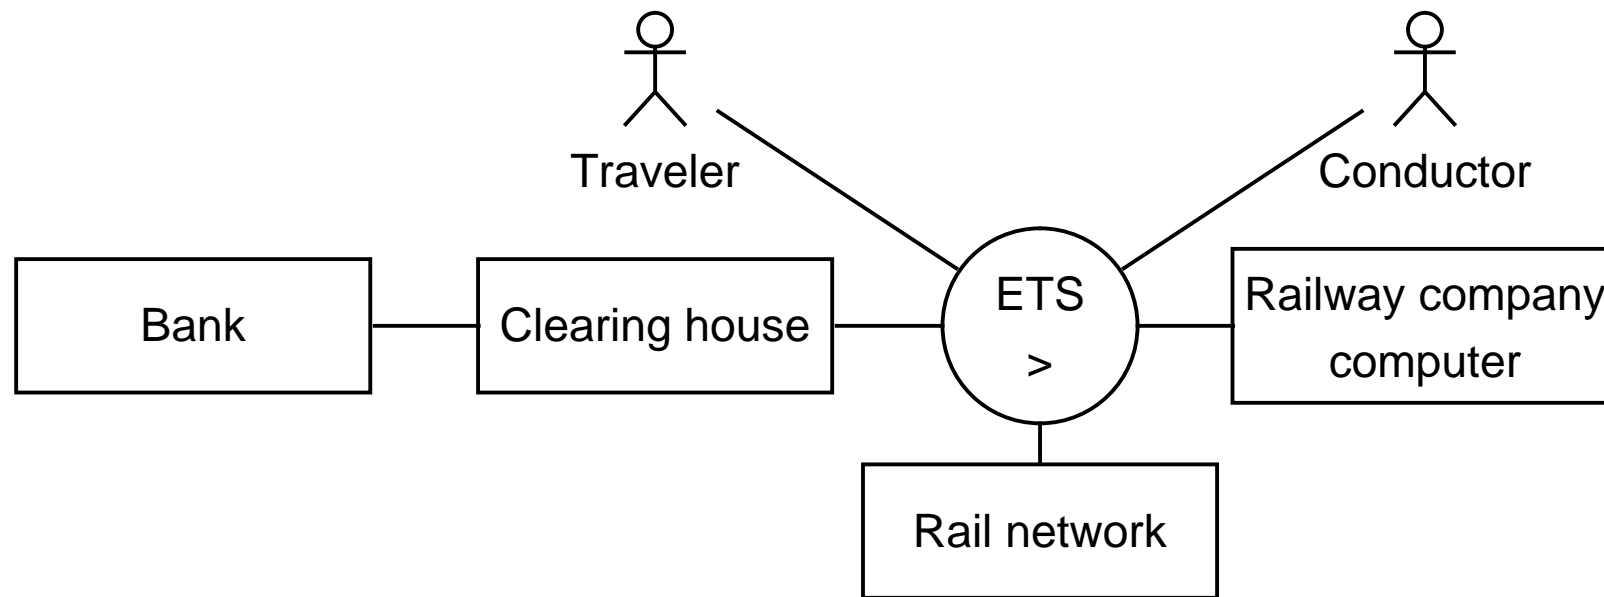 Traveler
Conductor
Bank
Clearing house
ETS
>
Railway company
computer
Rail network